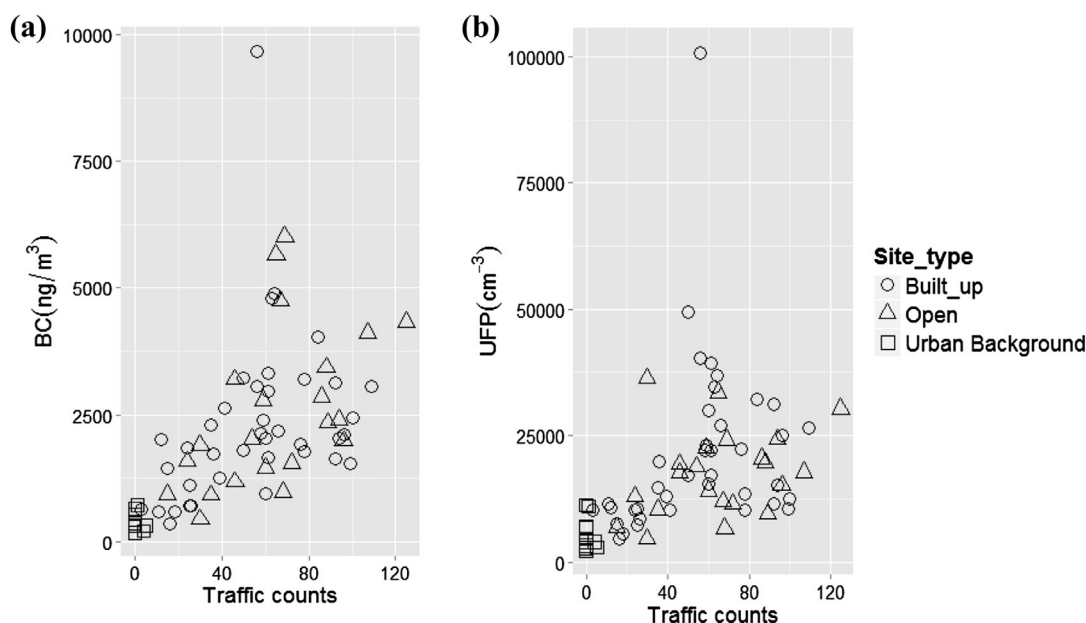 (a)
10000
7500
5000
2500
0
BC(ng/m³)
0 40 80 120
Traffic counts
(b)
100000
75000
50000
25000
0
UFP(cm⁻³)
0 40 80 120
Traffic counts
Site_type
Built_up
Open
Urban Background